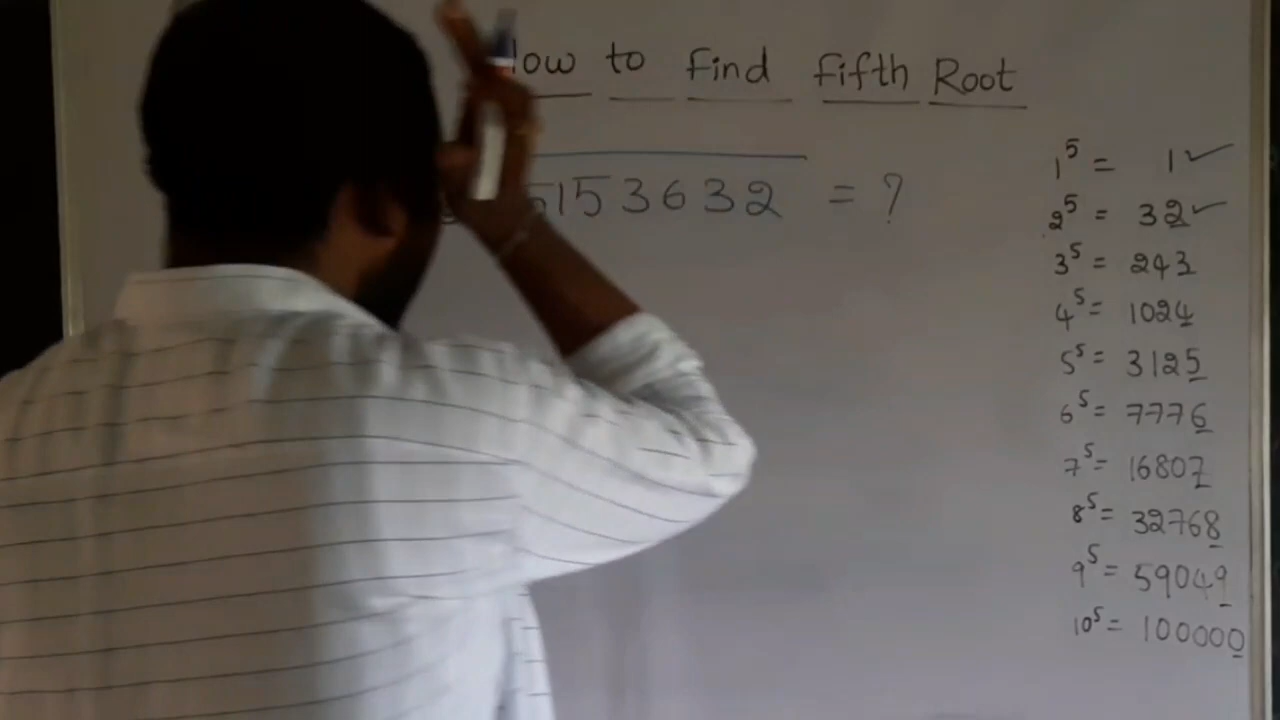 How to Find Fifth Root
5153632 = ?
1⁵ = 1 ✓
2⁵ = 32 ✓
3⁵ = 243
4⁵ = 1024
5⁵ = 3125
6⁵ = 7776
7⁵ = 16807
8⁵ = 32768
9⁵ = 59049
10⁵ = 100000